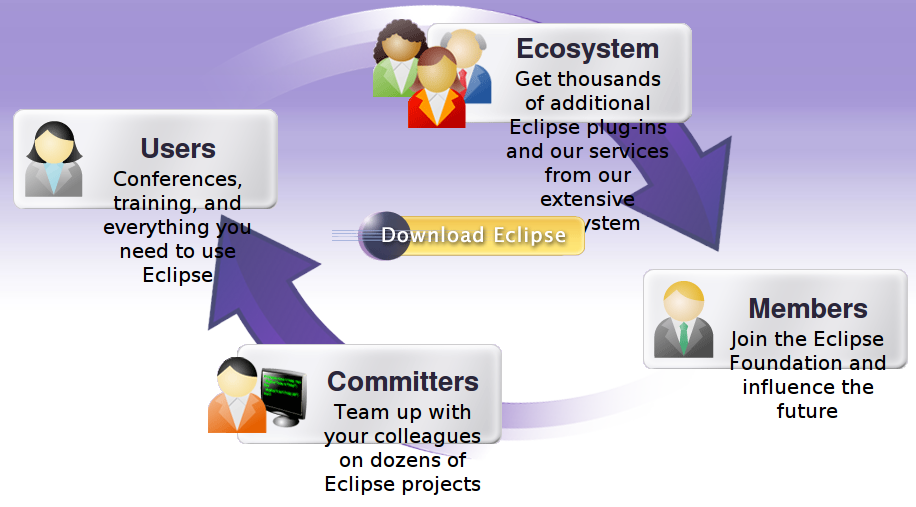 Ecosystem
Get thousands
of additional
Eclipse plug-ins
and our services
from our
extensive
ystem
Users
Conferences,
training, and
everything you
need to use
Eclipse
Download Eclipse
Members
Join the Eclipse
Foundation and
influence the
future
Committers
Team up with
your colleagues
on dozens of
Eclipse projects